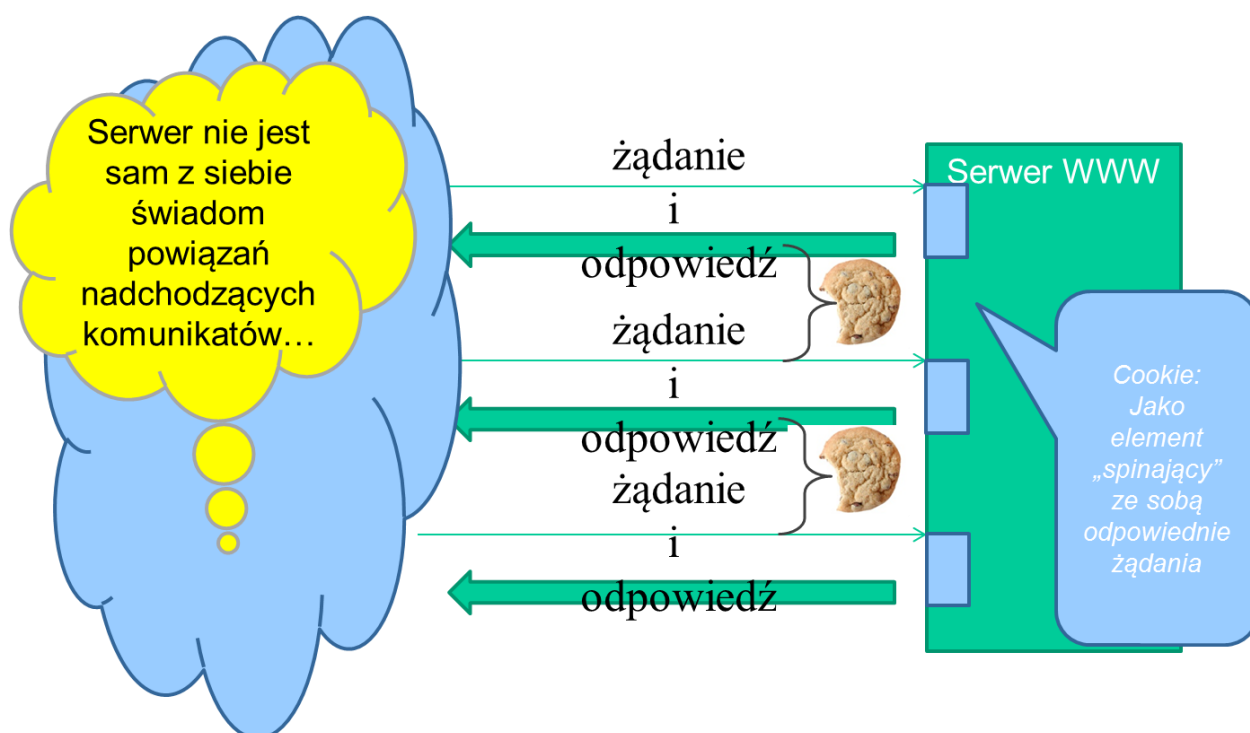 Serwer nie jest
sam z siebie
świadom
powiązań
nadchodzących
komunikatów…
żądanie
i
odpowiedź
żądanie
i
odpowiedź
żądanie
i
odpowiedź
Serwer WWW
Cookie:
Jako
element
„spinający”
ze sobą
odpowiednie
żądania